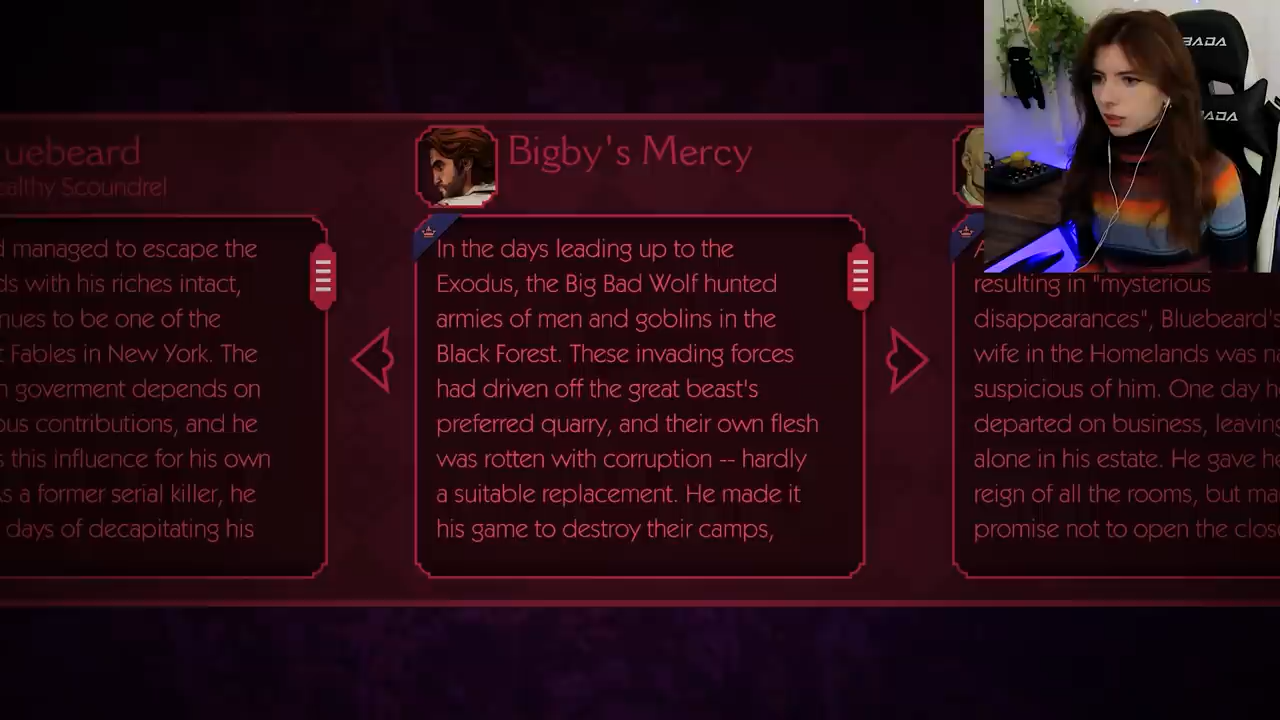 uebeard
ealthy Scoundrel
d managed to escape the
ds with his riches intact,
nues to be one of the
t Fables in New York. The
n goverment depends on
ous contributions, and he
s this influence for his own
As a former serial killer, he
days of decapitating his
Bigby's Mercy
In the days leading up to the
Exodus, the Big Bad Wolf hunted
armies of men and goblins in the
Black Forest. These invading forces
had driven off the great beast's
preferred quarry, and their own flesh
was rotten with corruption -- hardly
a suitable replacement. He made it
his game to destroy their camps,
A
resulting in "mysterious
disappearances", Bluebeard's
wife in the Homelands was n
suspicious of him. One day h
departed on business, leaving
alone in his estate. He gave he
reign of all the rooms, but ma
promise not to open the close
BADA
ADA